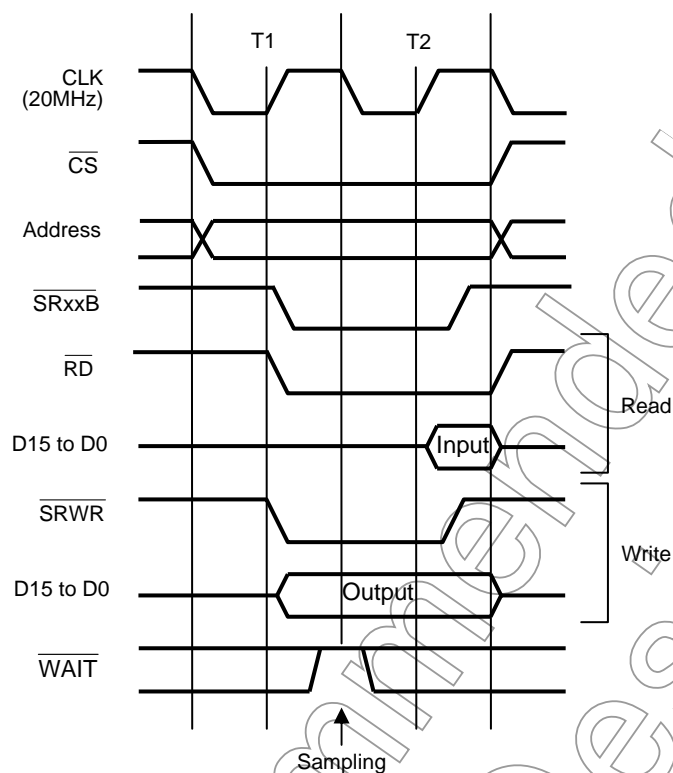 T1 T2
CLK
(20MHz)
CS
Address
SRxxB
RD
Read
D15 to D0 Input
SRWR
Write
D15 to D0 Output
WAIT
Sampling